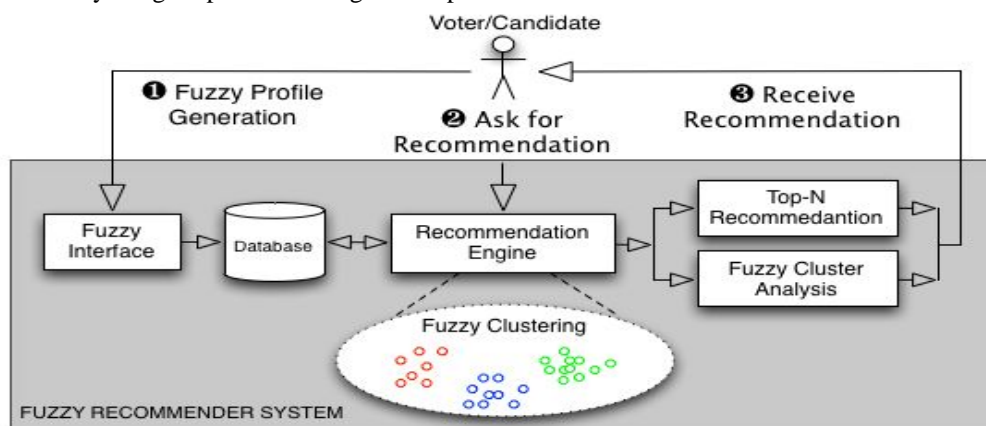 Voter/Candidate
❶ Fuzzy Profile
Generation
❷ Ask for
Recommendation
❸ Receive
Recommendation
Fuzzy
Interface
Database
Recommendation
Engine
Top-N
Recommedantion
Fuzzy Cluster
Analysis
Fuzzy Clustering
FUZZY RECOMMENDER SYSTEM